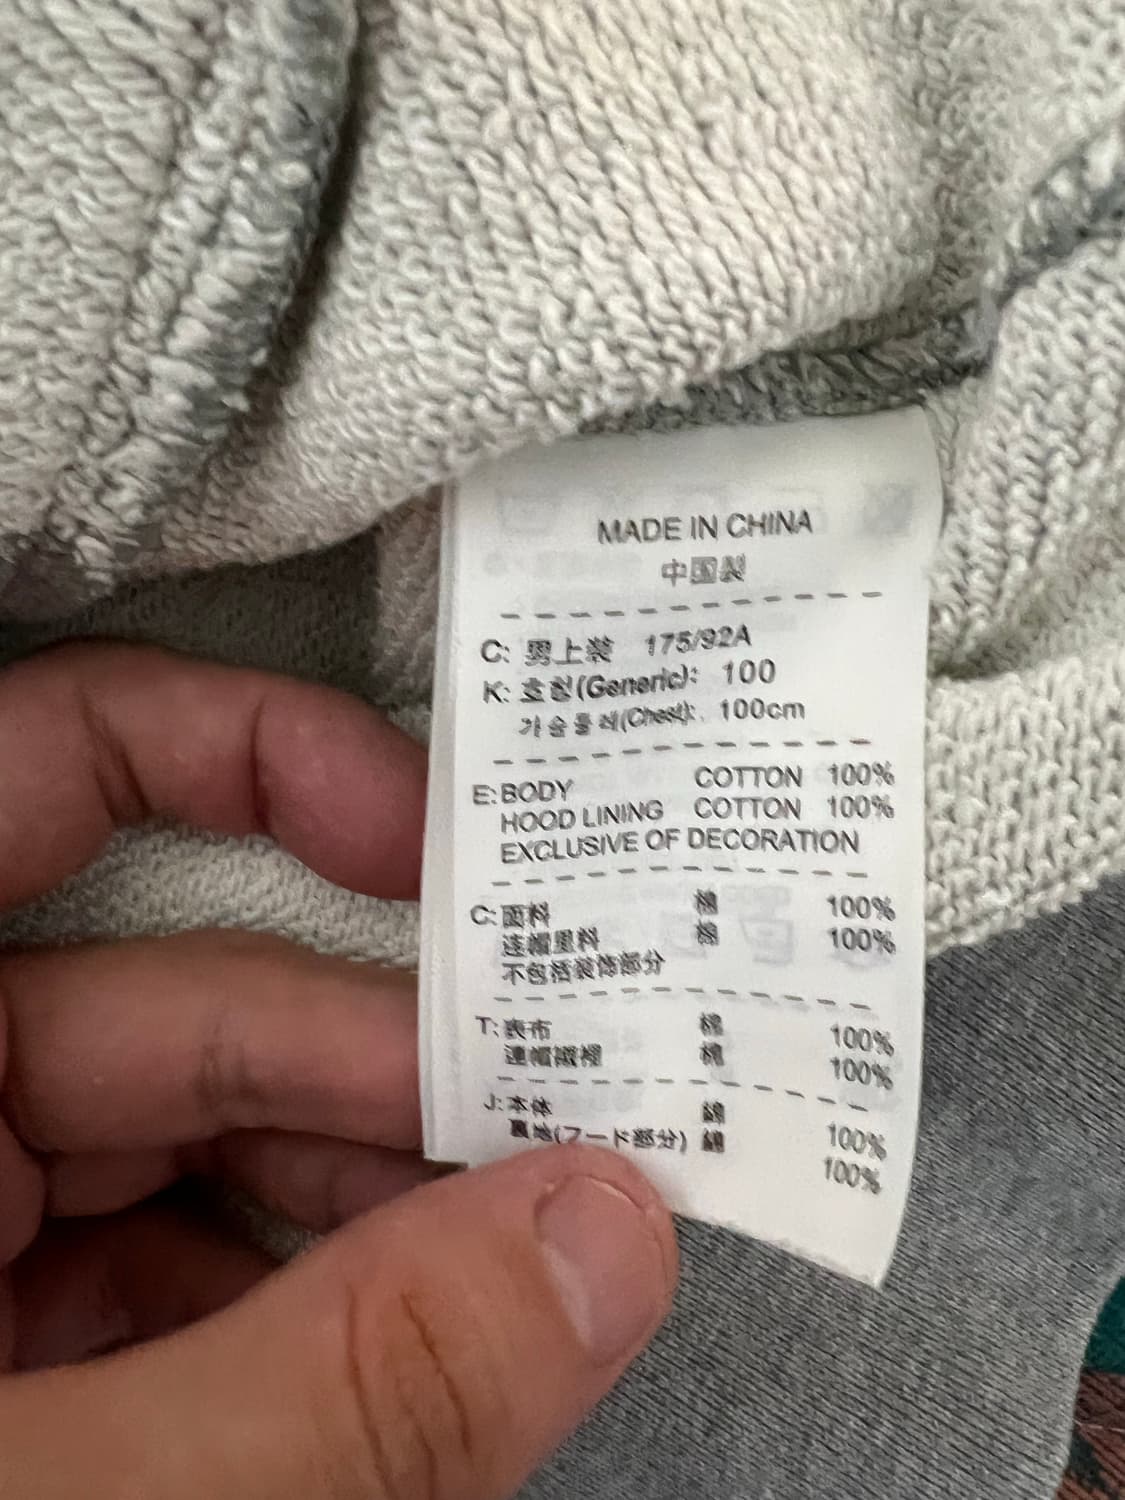 MADE IN CHINA
中国製
C: 男上装 175/92A
K: 호칭(Generic): 100
가슴둘레(Chest): 100cm
E: BODY COTTON 100%
HOOD LINING COTTON 100%
EXCLUSIVE OF DECORATION
C: 面料 棉 100%
连帽里料 棉 100%
不包括装饰部分
T: 表布 棉 100%
連帽襯裡 棉 100%
J: 本体 綿 100%
裏地(フード部分) 綿 100%